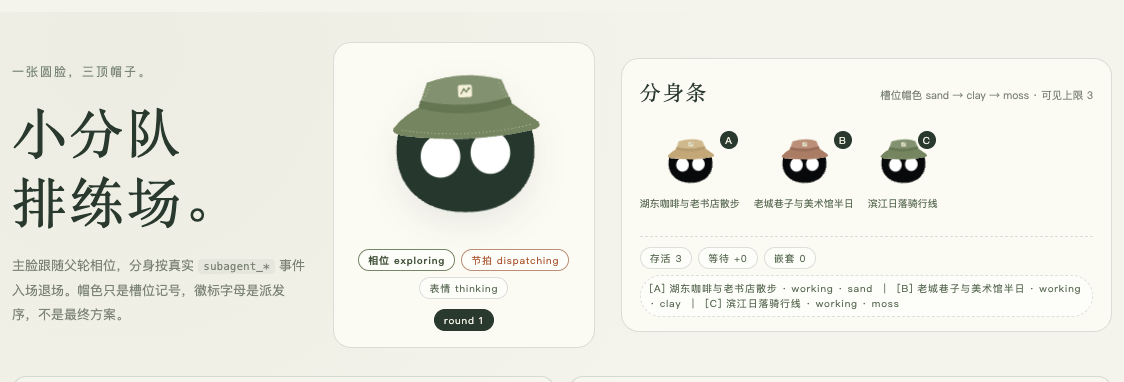 一张圆脸，三顶帽子。
小分队
排练场。
主脸跟随父轮相位，分身按真实 subagent_* 事件
入场退场。帽色只是槽位记号，徽标字母是派发
序，不是最终方案。
相位 exploring
节拍 dispatching
表情 thinking
round 1
分身条
槽位帽色 sand → clay → moss · 可见上限 3
A
B
C
湖东咖啡与老书店散步
老城巷子与美术馆半日
滨江日落骑行线
存活 3
等待 +0
嵌套 0
[A] 湖东咖啡与老书店散步 · working · sand ｜ [B] 老城巷子与美术馆半日 · working
· clay ｜ [C] 滨江日落骑行线 · working · moss